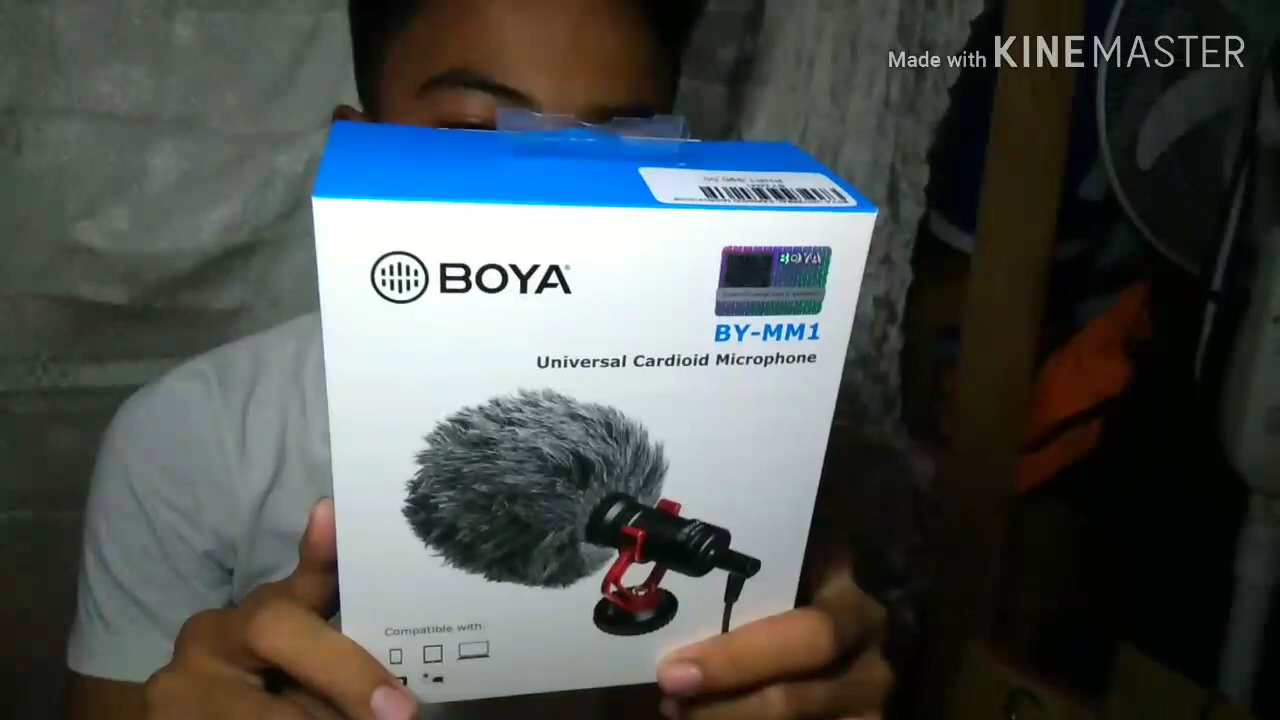 Made with KINEMASTER
BOYA
BOYA
BY-MM1
Universal Cardioid Microphone
Compatible with: